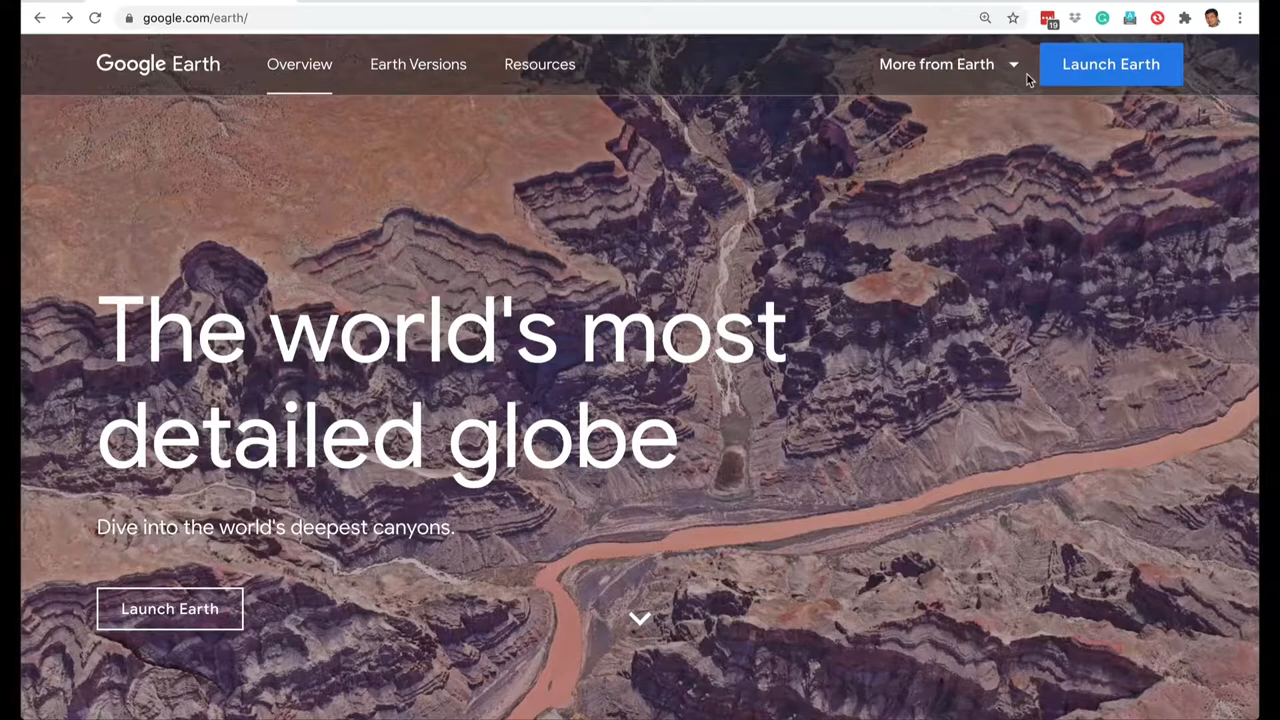 google.com/earth/
19
Google Earth
Overview
Earth Versions
Resources
More from Earth
Launch Earth
The world's most
detailed globe
Dive into the world's deepest canyons.
Launch Earth